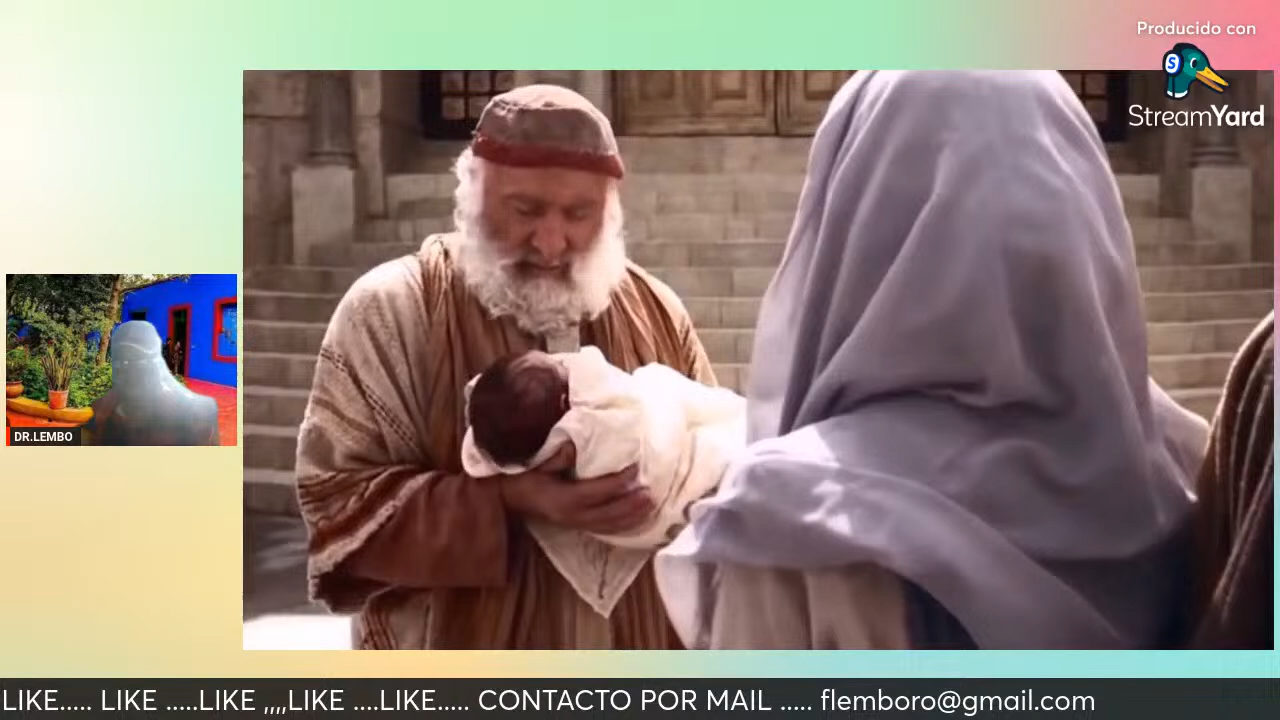 Producido con
S
StreamYard
DR.LEMBO
LIKE..... LIKE .....LIKE ,,,,LIKE ....LIKE..... CONTACTO POR MAIL ..... flemboro@gmail.com